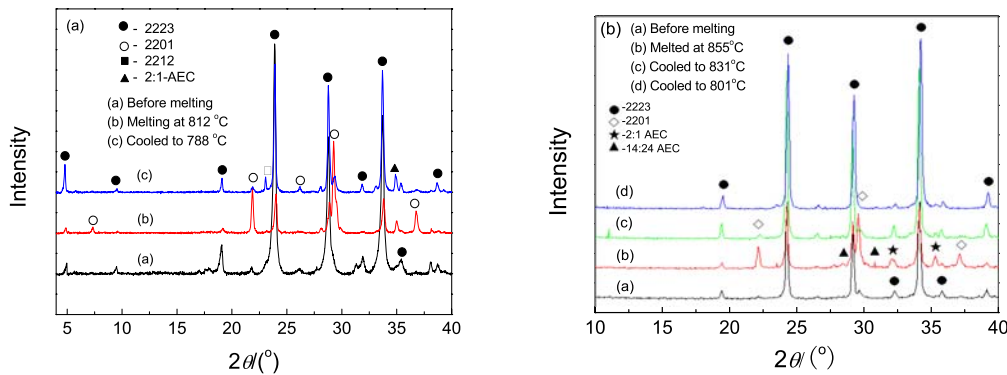 (a)
● - 2223
○ - 2201
■ - 2212
▲ - 2:1-AEC
(a) Before melting
(b) Melting at 812 °C
(c) Cooled to 788 °C
(c)
(b)
(a)
Intensity
5 10 15 20 25 30 35 40
2θ/(°)
(b)
(a) Before melting
(b) Melted at 855°C
(c) Cooled to 831°C
(d) Cooled to 801°C
●-2223
◇-2201
★-2:1 AEC
▲-14:24 AEC
(d)
(c)
(b)
(a)
Intensity
10 15 20 25 30 35 40
2θ/(°)